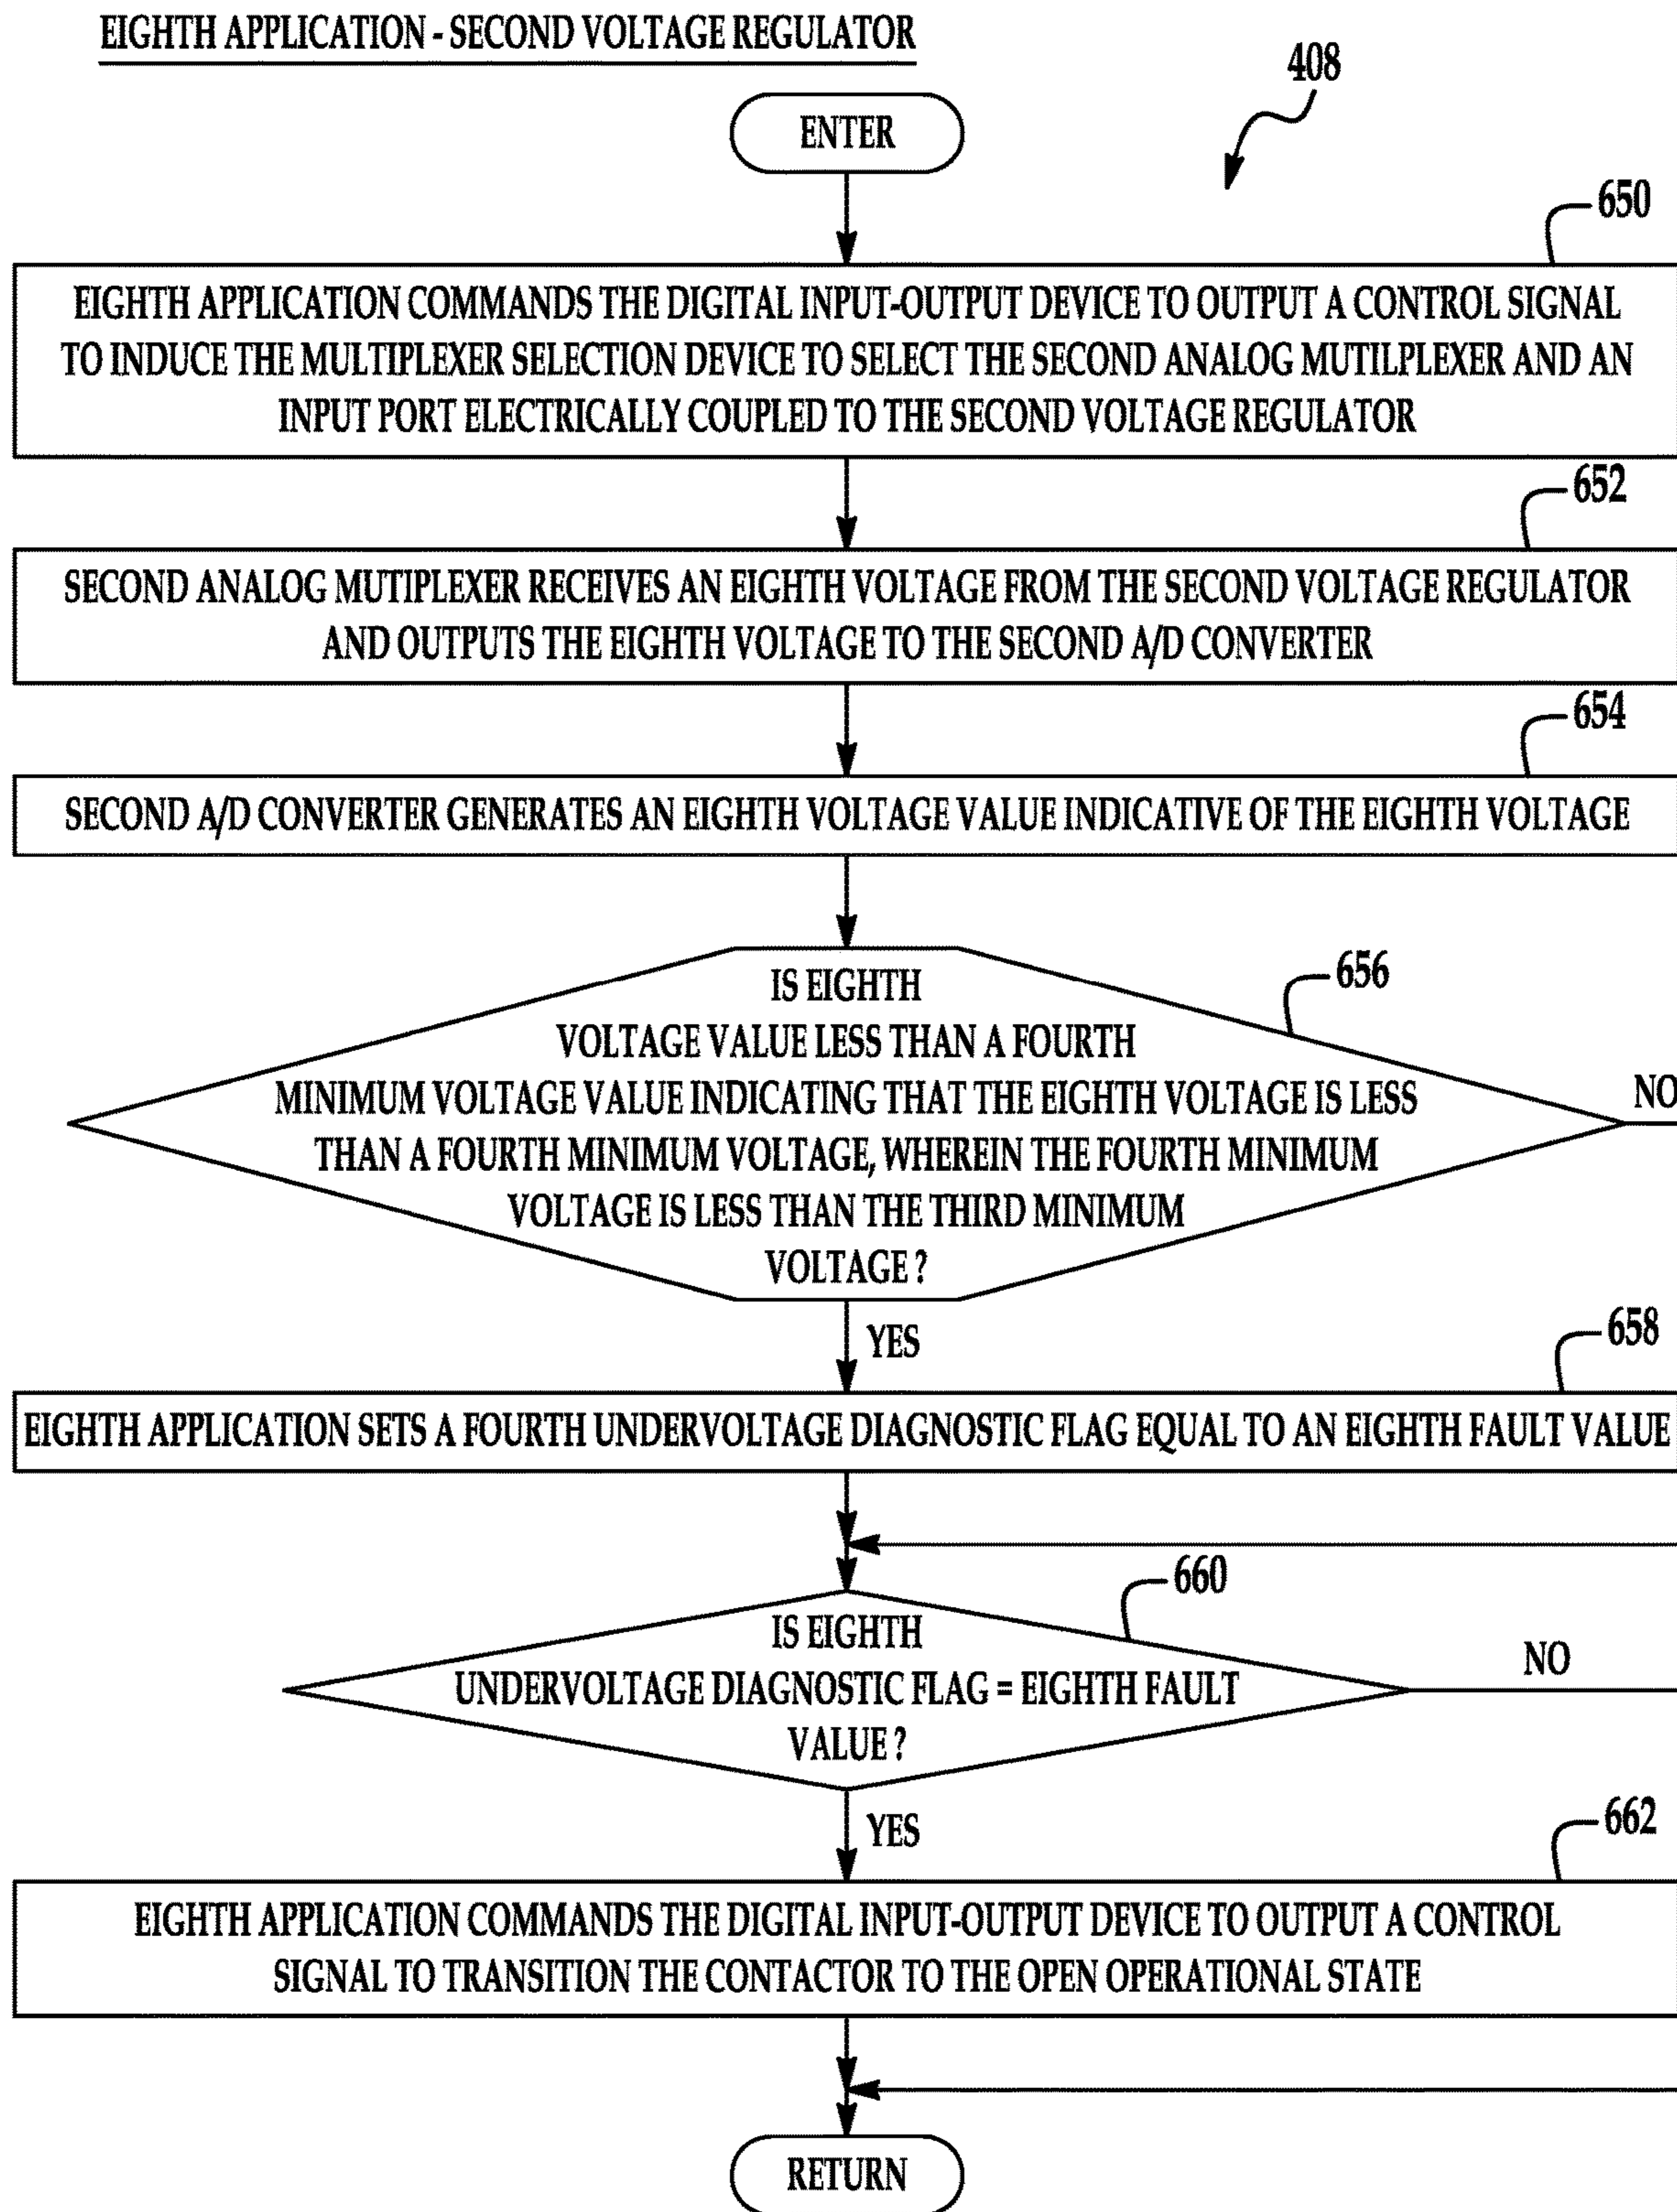 EIGHTH APPLICATION - SECOND VOLTAGE REGULATOR
408
ENTER
650
EIGHTH APPLICATION COMMANDS THE DIGITAL INPUT-OUTPUT DEVICE TO OUTPUT A CONTROL SIGNAL
TO INDUCE THE MULTIPLEXER SELECTION DEVICE TO SELECT THE SECOND ANALOG MUTILPLEXER AND AN
INPUT PORT ELECTRICALLY COUPLED TO THE SECOND VOLTAGE REGULATOR
652
SECOND ANALOG MUTIPLEXER RECEIVES AN EIGHTH VOLTAGE FROM THE SECOND VOLTAGE REGULATOR
AND OUTPUTS THE EIGHTH VOLTAGE TO THE SECOND A/D CONVERTER
654
SECOND A/D CONVERTER GENERATES AN EIGHTH VOLTAGE VALUE INDICATIVE OF THE EIGHTH VOLTAGE
656
IS EIGHTH
VOLTAGE VALUE LESS THAN A FOURTH
MINIMUM VOLTAGE VALUE INDICATING THAT THE EIGHTH VOLTAGE IS LESS
THAN A FOURTH MINIMUM VOLTAGE, WHEREIN THE FOURTH MINIMUM
VOLTAGE IS LESS THAN THE THIRD MINIMUM
VOLTAGE ?
NO
YES
658
EIGHTH APPLICATION SETS A FOURTH UNDERVOLTAGE DIAGNOSTIC FLAG EQUAL TO AN EIGHTH FAULT VALUE
660
IS EIGHTH
UNDERVOLTAGE DIAGNOSTIC FLAG = EIGHTH FAULT
VALUE ?
NO
YES
662
EIGHTH APPLICATION COMMANDS THE DIGITAL INPUT-OUTPUT DEVICE TO OUTPUT A CONTROL
SIGNAL TO TRANSITION THE CONTACTOR TO THE OPEN OPERATIONAL STATE
RETURN